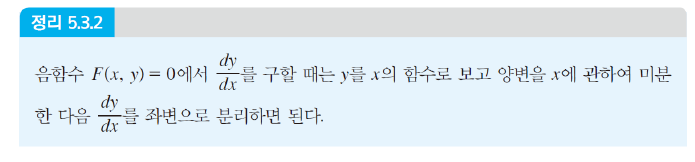 정리 5.3.2
음함수 F(x, y) = 0에서 dy/dx를 구할 때는 y를 x의 함수로 보고 양변을 x에 관하여 미분
한 다음 dy/dx를 좌변으로 분리하면 된다.